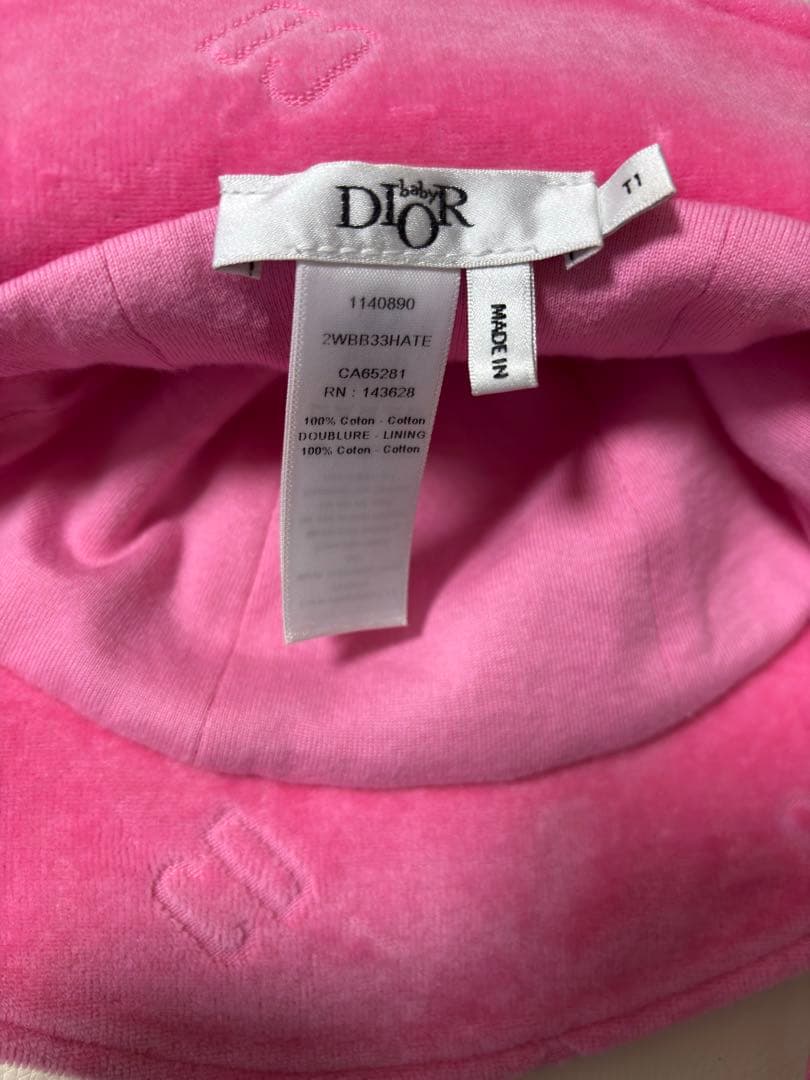 baby
DIOR
T1
MADE IN
1140890
2WBB33HATE
CA65281
RN : 143628
100% Coton - Cotton
DOUBLURE - LINING
100% Coton - Cotton